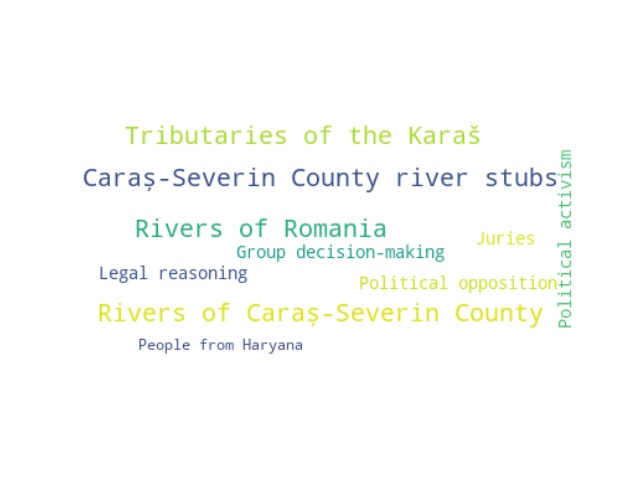 Tributaries of the Karaš
Caraș-Severin County river stubs
Political activism
Rivers of Romania
Juries
Group decision-making
Legal reasoning
Political opposition
Rivers of Caraș-Severin County
People from Haryana